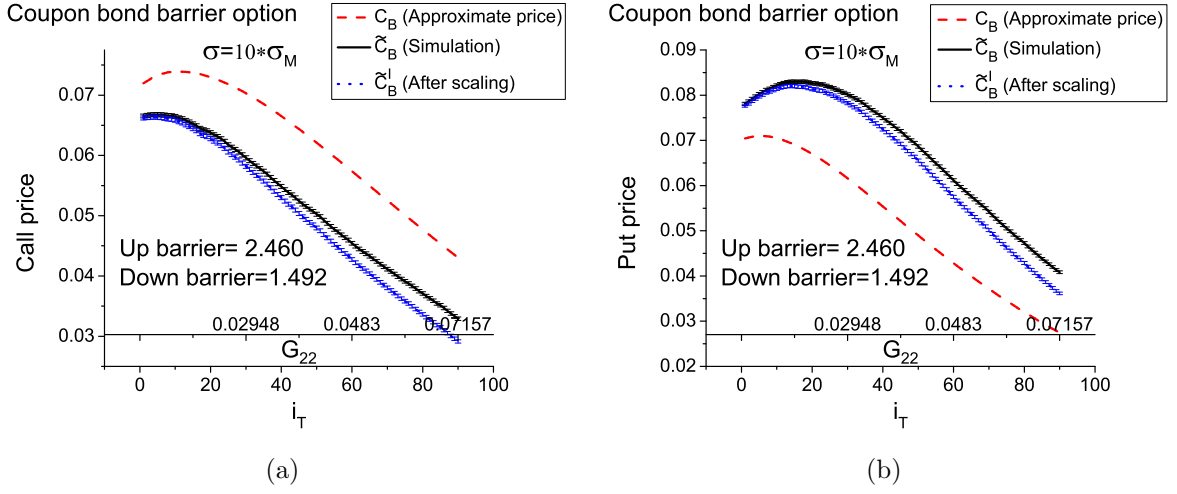 Coupon bond barrier option
C_B (Approximate price)
C̃_B (Simulation)
C̃_B^I (After scaling)
σ=10*σ_M
0.07
0.06
0.05
0.04
0.03
Call price
Up barrier= 2.460
Down barrier=1.492
0.02948 0.0483 0.07157
G_22
0 20 40 60 80 100
i_T
(a)
Coupon bond barrier option
C_B (Approximate price)
C̃_B (Simulation)
C̃_B^I (After scaling)
σ=10*σ_M
0.09
0.08
0.07
0.06
0.05
0.04
0.03
0.02
Put price
Up barrier= 2.460
Down barrier=1.492
0.02948 0.0483 0.07157
G_22
0 20 40 60 80 100
i_T
(b)